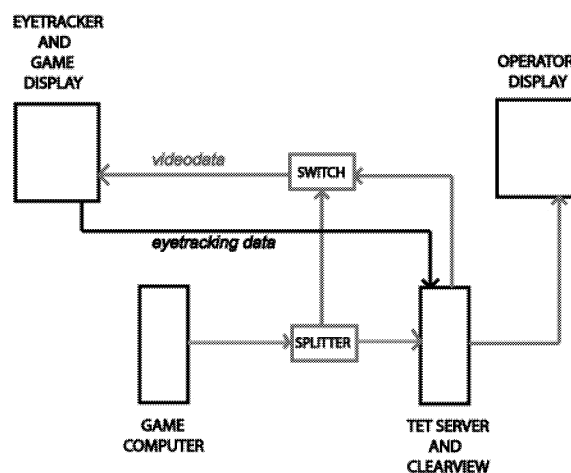 EYETRACKER
AND
GAME
DISPLAY
OPERATOR
DISPLAY
videodata
SWITCH
eyetracking data
SPLITTER
GAME
COMPUTER
TET SERVER
AND
CLEARVIEW